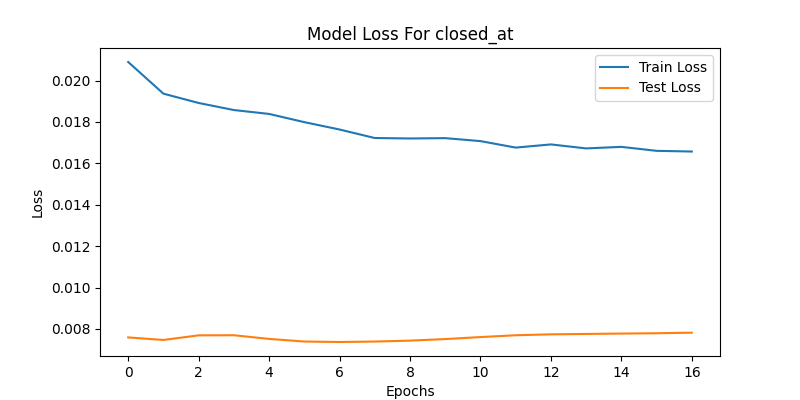 Model Loss For closed_at
Train Loss
Test Loss
0.020
0.018
0.016
0.014
0.012
0.010
0.008
Loss
0 2 4 6 8 10 12 14 16
Epochs